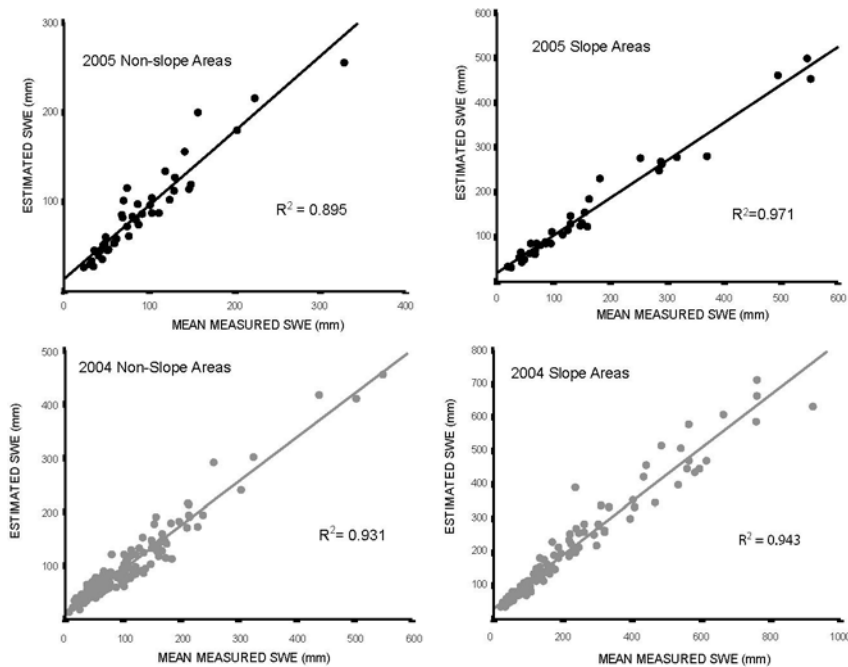 2005 Non-slope Areas
R² = 0.895
ESTIMATED SWE (mm)
300
200
100
0
100
200
300
400
MEAN MEASURED SWE (mm)
2005 Slope Areas
R²=0.971
ESTIMATED SWE (mm)
600
500
400
300
200
100
0
100
200
300
400
500
600
MEAN MEASURED SWE (mm)
2004 Non-Slope Areas
R² = 0.931
ESTIMATED SWE (mm)
500
400
300
200
100
0
100
200
300
400
500
600
MEAN MEASURED SWE (mm)
2004 Slope Areas
R² = 0.943
ESTIMATED SWE (mm)
800
700
600
500
400
300
200
100
0
200
400
600
800
1000
MEAN MEASURED SWE (mm)